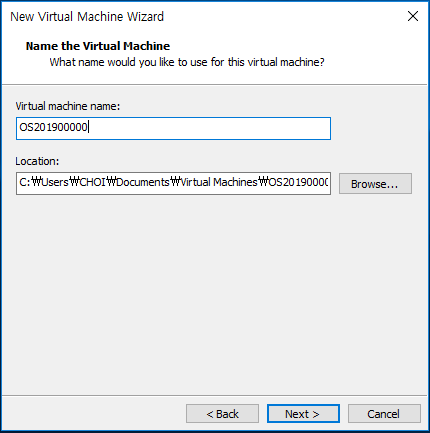 New Virtual Machine Wizard
Name the Virtual Machine
What name would you like to use for this virtual machine?
Virtual machine name:
OS201900000
Location:
C:₩Users₩CHOI₩Documents₩Virtual Machines₩OS20190000
Browse...
< Back
Next >
Cancel